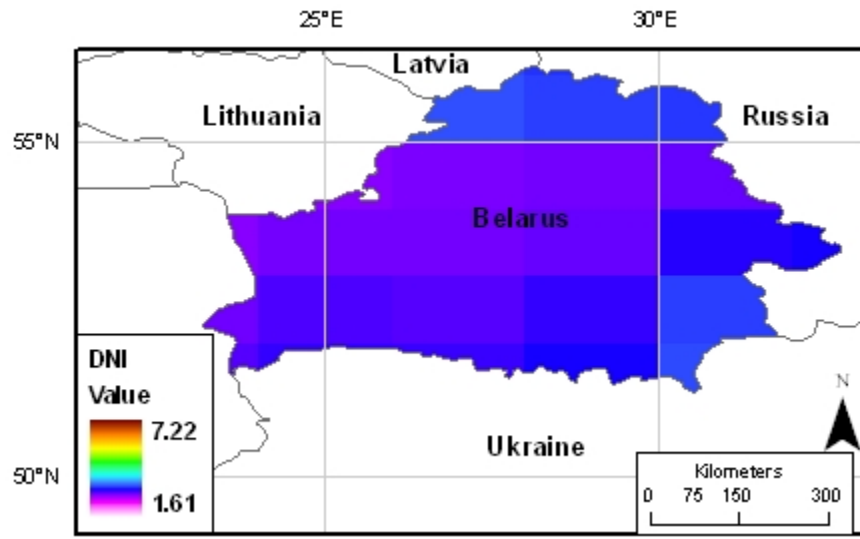 25°E 30°E
Latvia
Lithuania
Russia
55°N
Belarus
DNI
Value
7.22
1.61
N
Ukraine
50°N
Kilometers
0 75 150 300